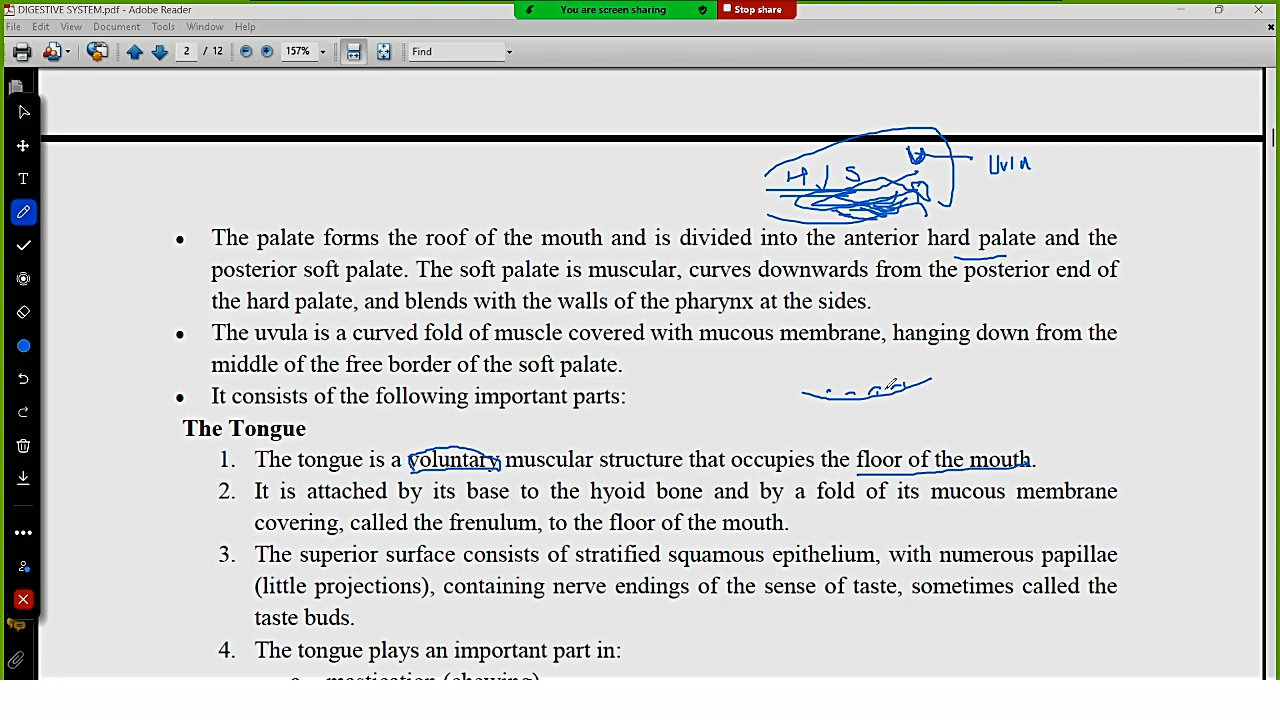 DIGESTIVE SYSTEM.pdf - Adobe Reader
You are screen sharing
Stop share
File Edit View Document Tools Window Help
2 / 12 157% Find
H S
Uvla
• The palate forms the roof of the mouth and is divided into the anterior hard palate and the
posterior soft palate. The soft palate is muscular, curves downwards from the posterior end of
the hard palate, and blends with the walls of the pharynx at the sides.
• The uvula is a curved fold of muscle covered with mucous membrane, hanging down from the
middle of the free border of the soft palate.
• It consists of the following important parts:
The Tongue
1. The tongue is a voluntary muscular structure that occupies the floor of the mouth.
2. It is attached by its base to the hyoid bone and by a fold of its mucous membrane
covering, called the frenulum, to the floor of the mouth.
3. The superior surface consists of stratified squamous epithelium, with numerous papillae
(little projections), containing nerve endings of the sense of taste, sometimes called the
taste buds.
4. The tongue plays an important part in:
mastication (chewing)